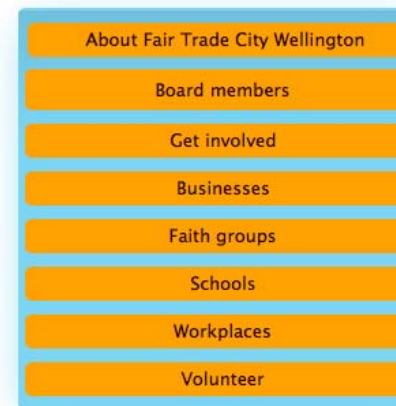 About Fair Trade City Wellington
Board members
Get involved
Businesses
Faith groups
Schools
Workplaces
Volunteer